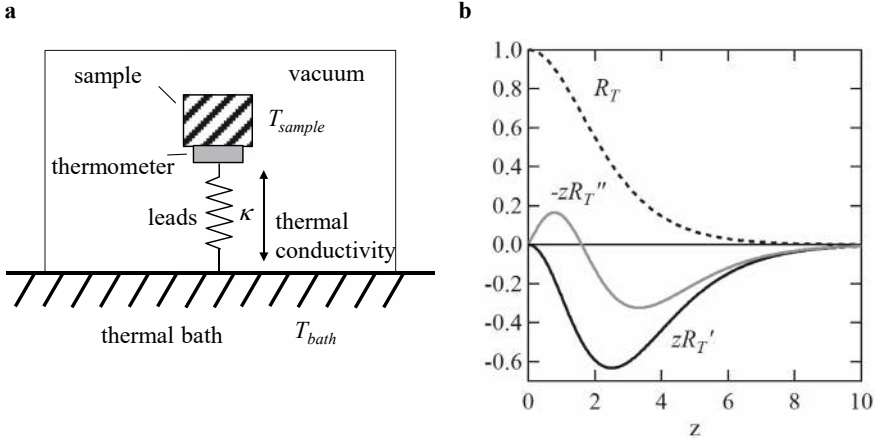 a
sample
vacuum
T_sample
thermometer
leads
κ
thermal
conductivity
thermal bath
T_bath
b
1.0
0.8
0.6
0.4
0.2
0.0
-0.2
-0.4
-0.6
R_T
-zR_T″
zR_T′
0
2
4
6
8
10
z